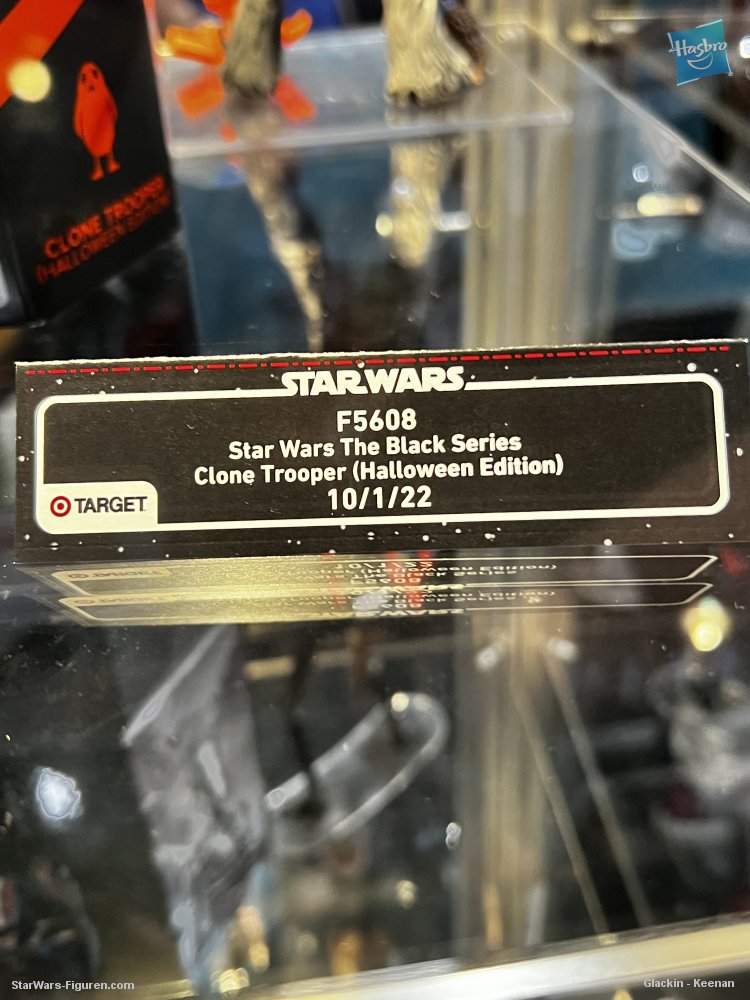 Hasbro
CLONE TROOPER
(HALLOWEEN EDITION)
STAR WARS
F5608
Star Wars The Black Series
Clone Trooper (Halloween Edition)
10/1/22
TARGET
StarWars-Figuren.com
Glackin - Keenan